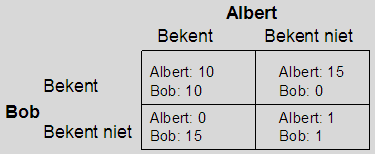 Albert
Bekent Bekent niet
Bekent
Albert: 10 Albert: 15
Bob: 10 Bob: 0
Bob
Bekent niet
Albert: 0 Albert: 1
Bob: 15 Bob: 1